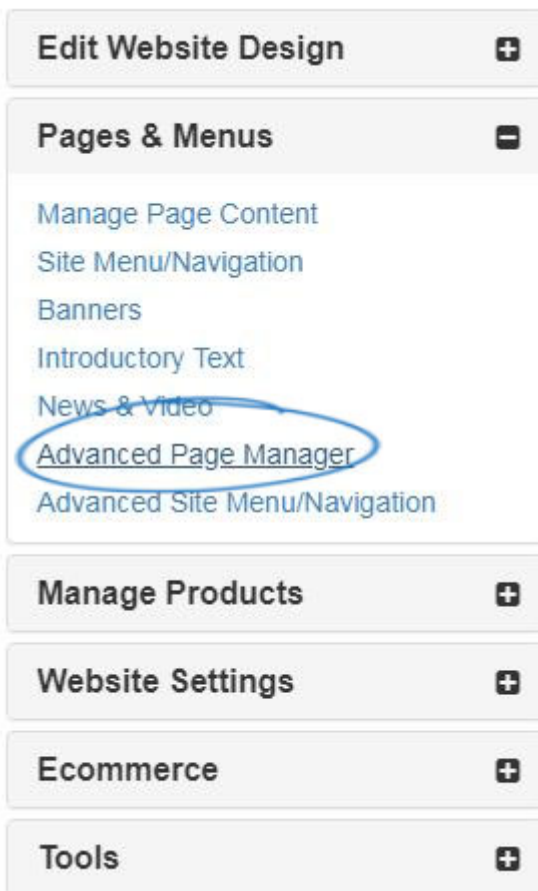 Edit Website Design
Pages & Menus
Manage Page Content
Site Menu/Navigation
Banners
Introductory Text
News & Video
Advanced Page Manager
Advanced Site Menu/Navigation
Manage Products
Website Settings
Ecommerce
Tools